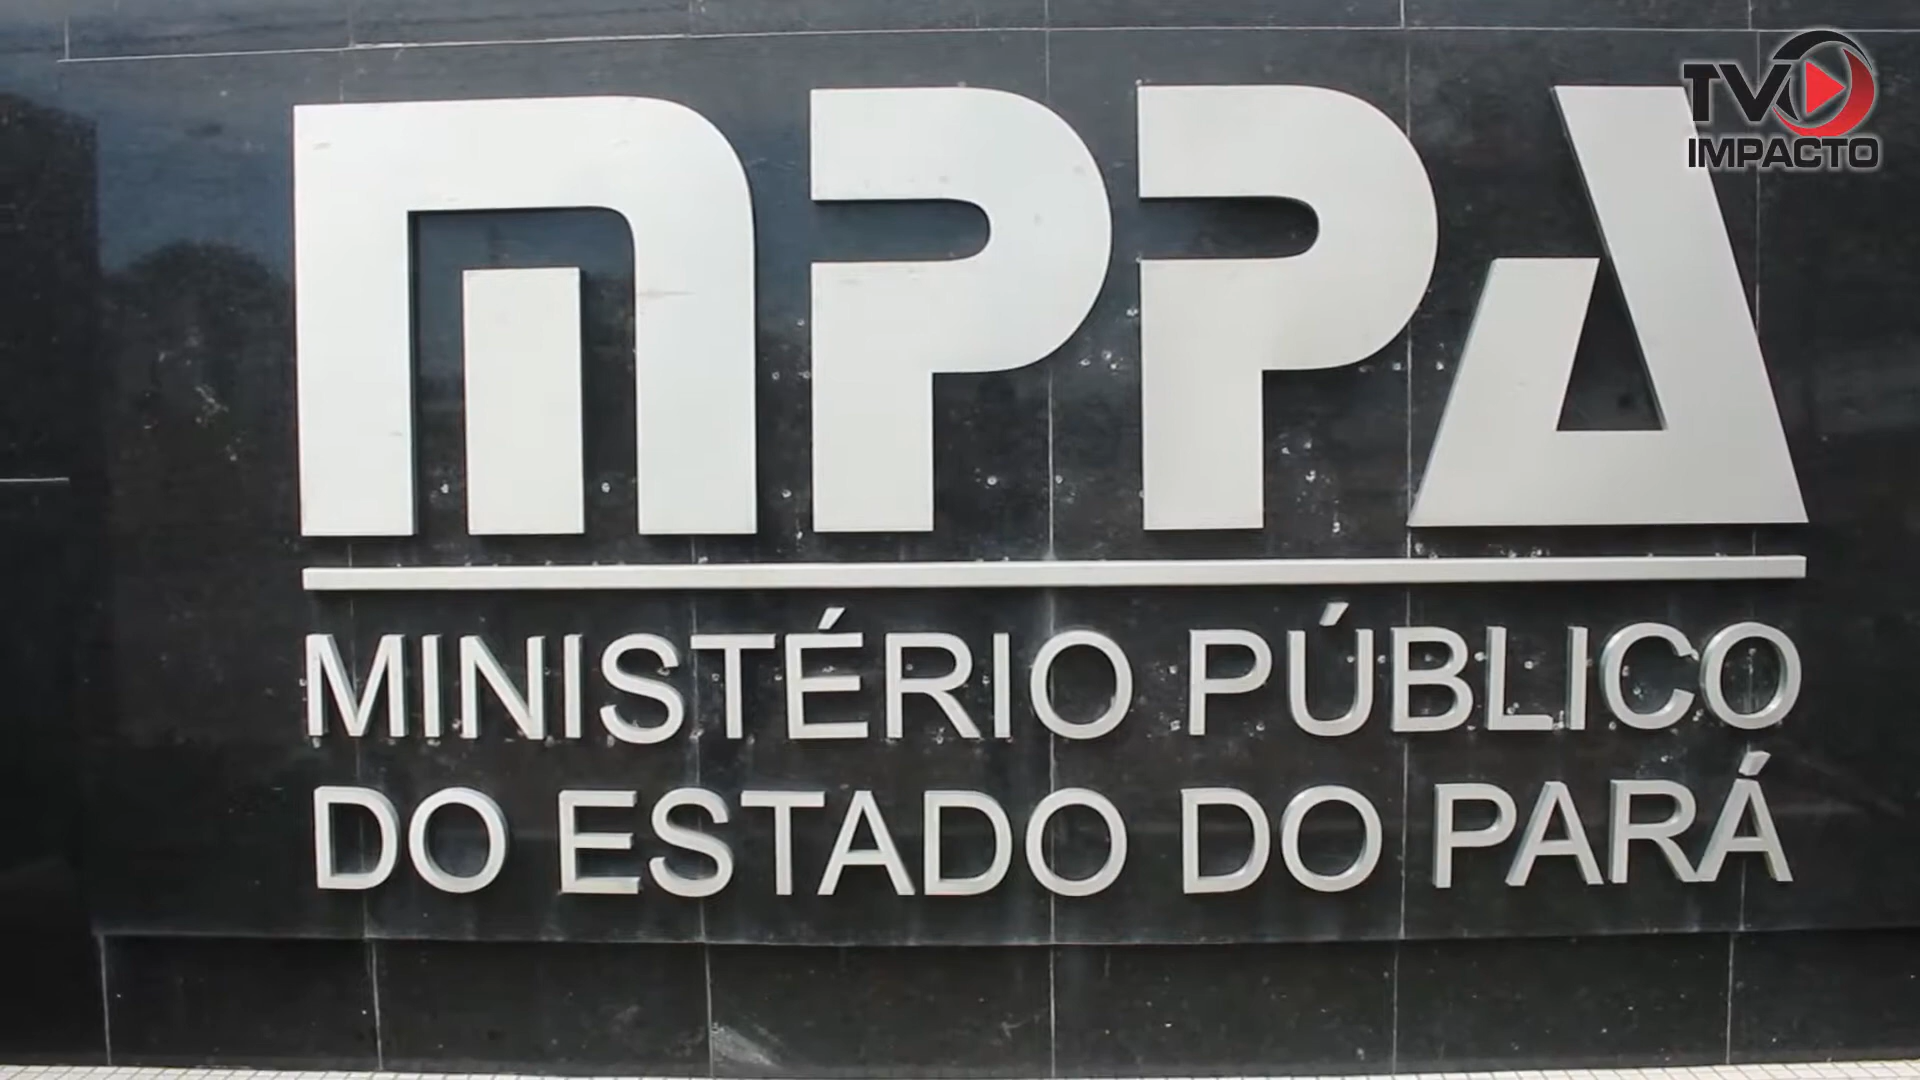 TV
IMPACTO
MPPA
MINISTÉRIO PÚBLICO
DO ESTADO DO PARÁ